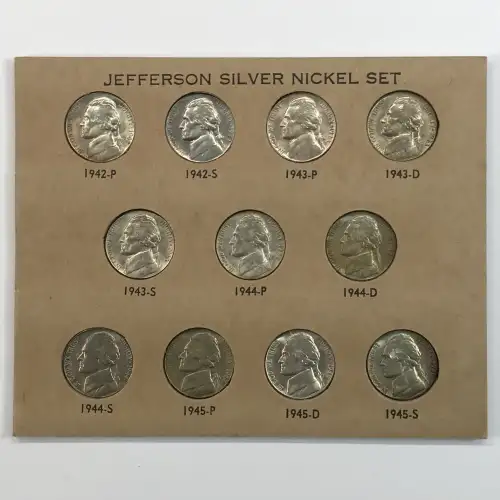 JEFFERSON SILVER NICKEL SET
1942-P 1942-S 1943-P 1943-D
1943-S 1944-P 1944-D
1944-S 1945-P 1945-D 1945-S